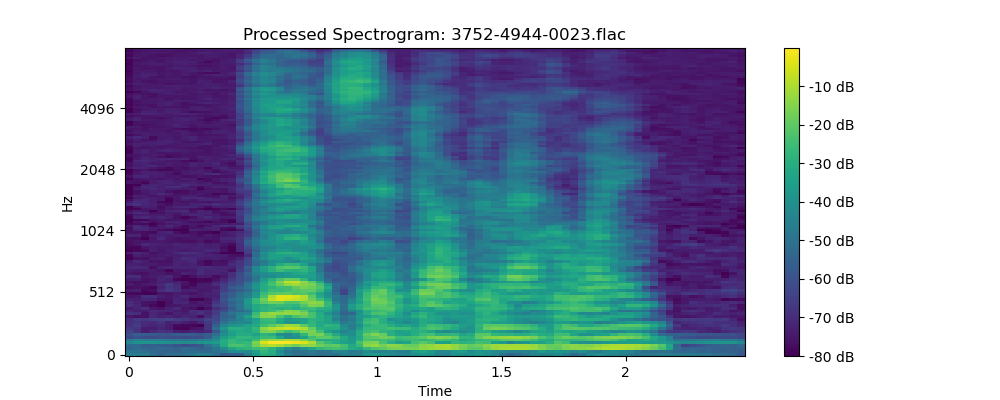 Processed Spectrogram: 3752-4944-0023.flac
Hz
4096
2048
1024
512
0
0
0.5
1
1.5
2
Time
-10 dB
-20 dB
-30 dB
-40 dB
-50 dB
-60 dB
-70 dB
-80 dB